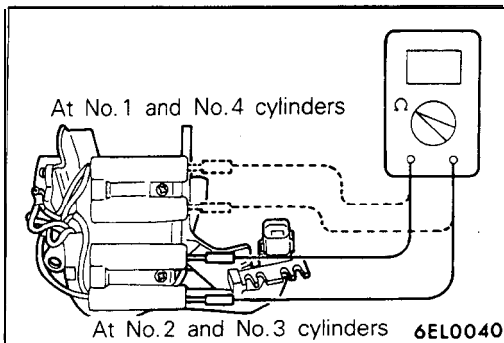 At No.1 and No.4 cylinders
Ω
At No.2 and No.3 cylinders
6EL0040